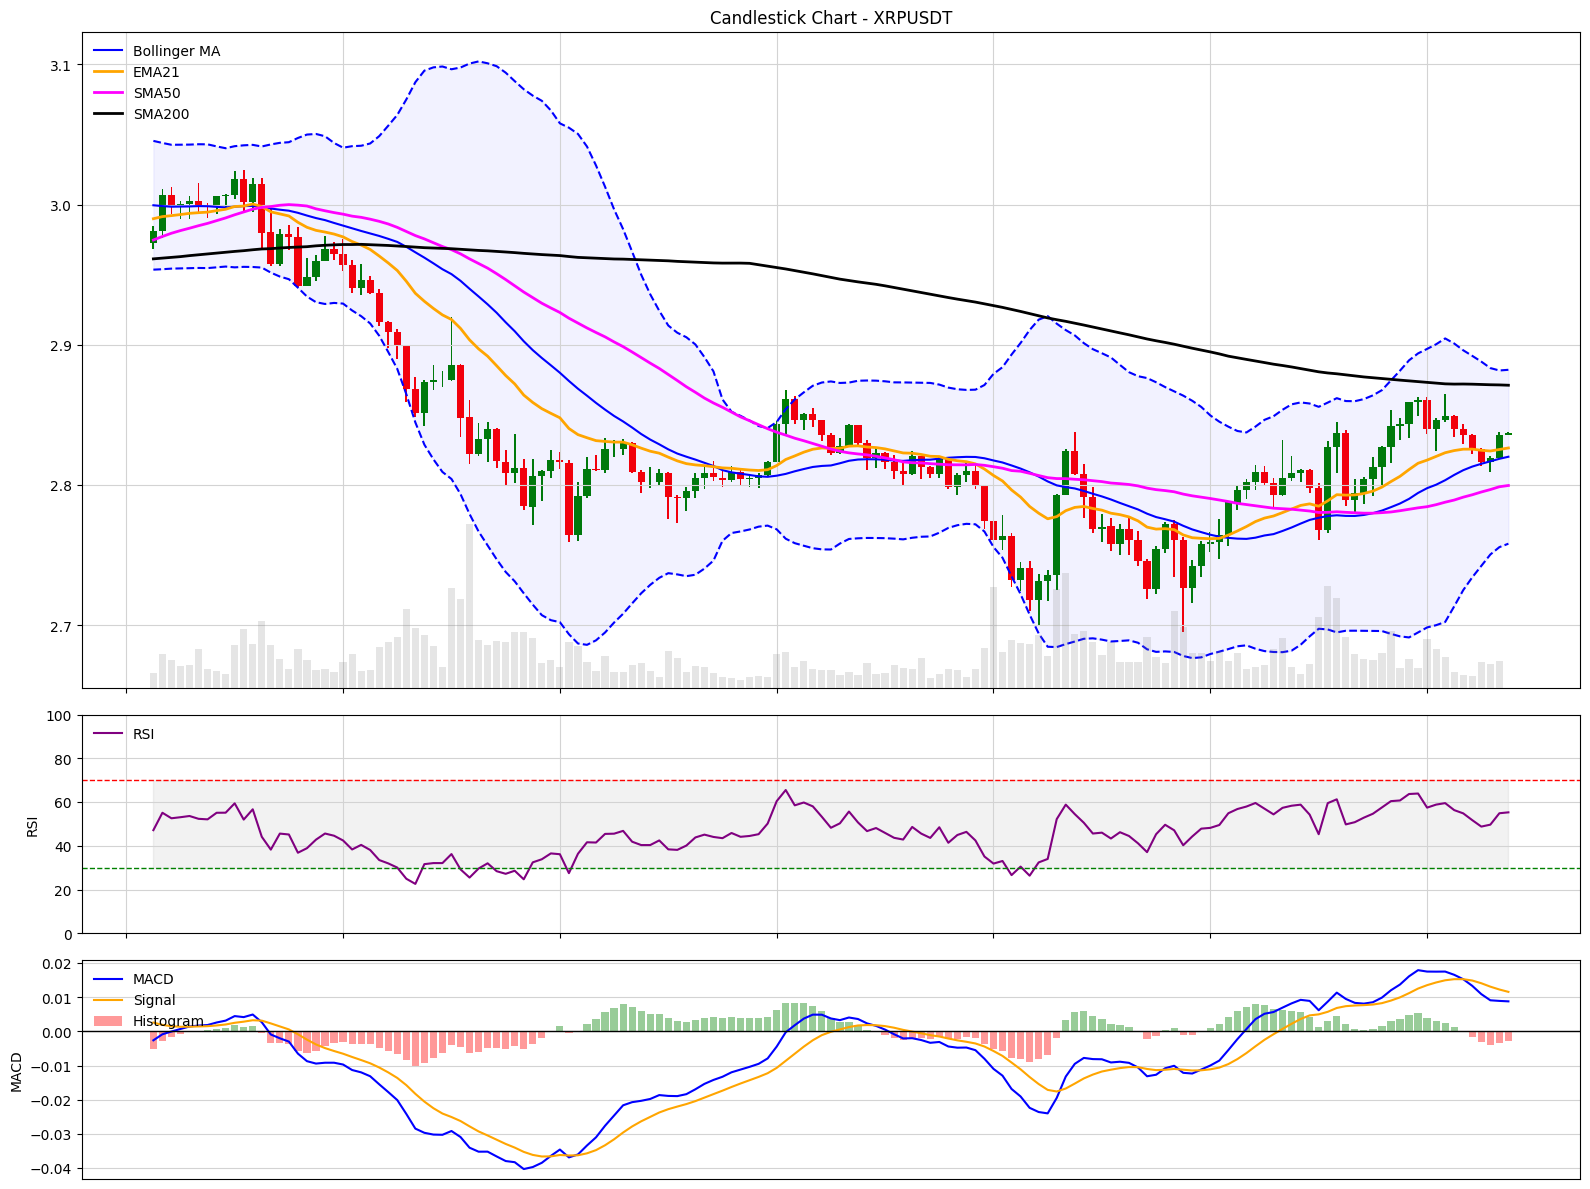 Candlestick Chart - XRPUSDT
Bollinger MA
EMA21
SMA50
SMA200
3.1
3.0
2.9
2.8
2.7
RSI
100
80
60
40
20
0
RSI
MACD
Signal
Histogram
0.02
0.01
0.00
−0.01
−0.02
−0.03
−0.04
MACD